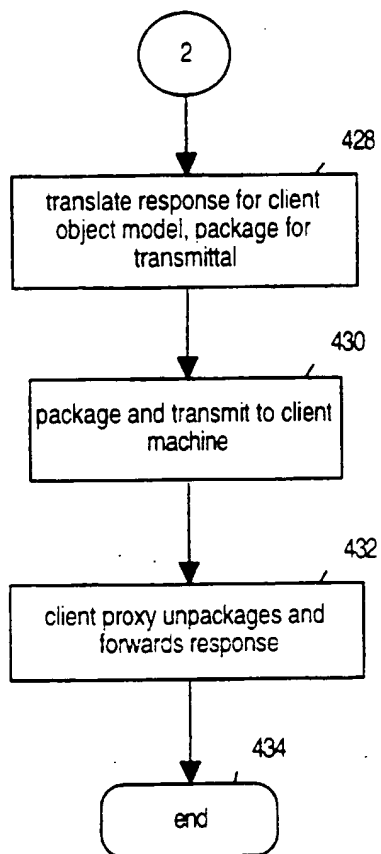 2
428
translate response for client
object model, package for
transmittal
430
package and transmit to client
machine
432
client proxy unpackages and
forwards response
434
end